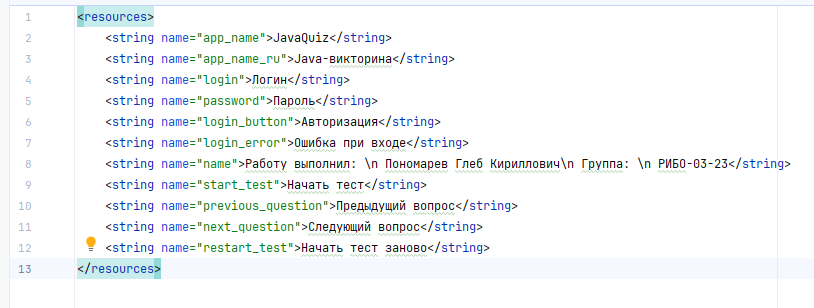 1 <resources>
2 <string name="app_name">JavaQuiz</string>
3 <string name="app_name_ru">Java-викторина</string>
4 <string name="login">Логин</string>
5 <string name="password">Пароль</string>
6 <string name="login_button">Авторизация</string>
7 <string name="login_error">Ошибка при входе</string>
8 <string name="name">Работу выполнил: \n Пономарев Глеб Кириллович\n Группа: \n РИБО-03-23</string>
9 <string name="start_test">Начать тест</string>
10 <string name="previous_question">Предыдущий вопрос</string>
11 <string name="next_question">Следующий вопрос</string>
12 <string name="restart_test">Начать тест заново</string>
13 </resources>